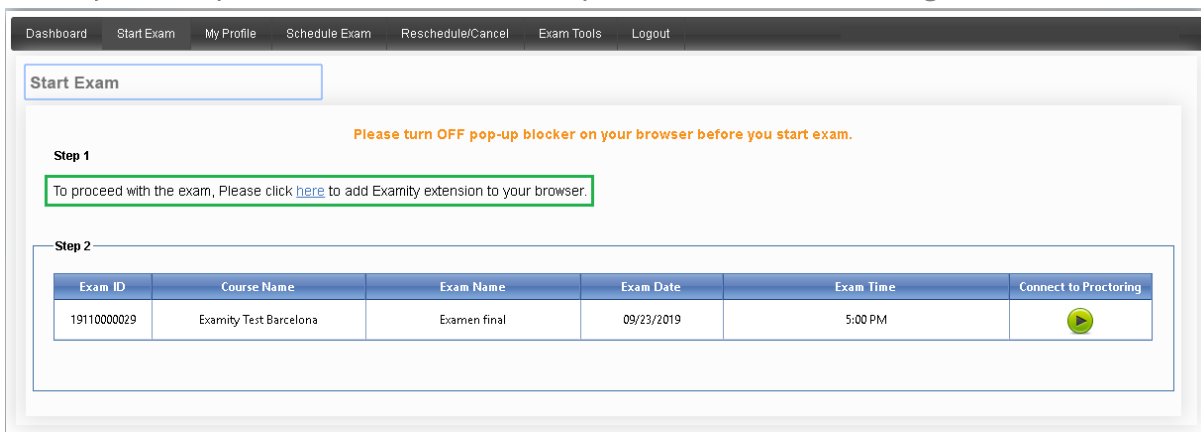 Dashboard Start Exam My Profile Schedule Exam Reschedule/Cancel Exam Tools Logout
Start Exam
Please turn OFF pop-up blocker on your browser before you start exam.
Step 1
To proceed with the exam, Please click here to add Examity extension to your browser.
Step 2
Exam ID Course Name Exam Name Exam Date Exam Time Connect to Proctoring
19110000029 Examity Test Barcelona Examen final 09/23/2019 5:00 PM